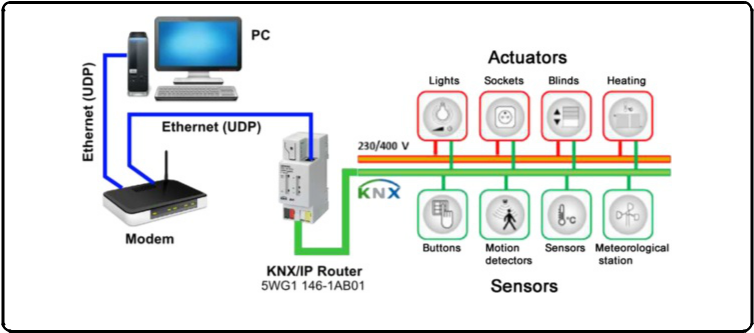 PC
Ethernet (UDP)
Ethernet (UDP)
Modem
KNX/IP Router
5WG1 146-1AB01
Actuators
Lights
Sockets
Blinds
Heating
230/400 V
KNX
°C
Buttons
Motion
detectors
Sensors
Meteorological
station
Sensors